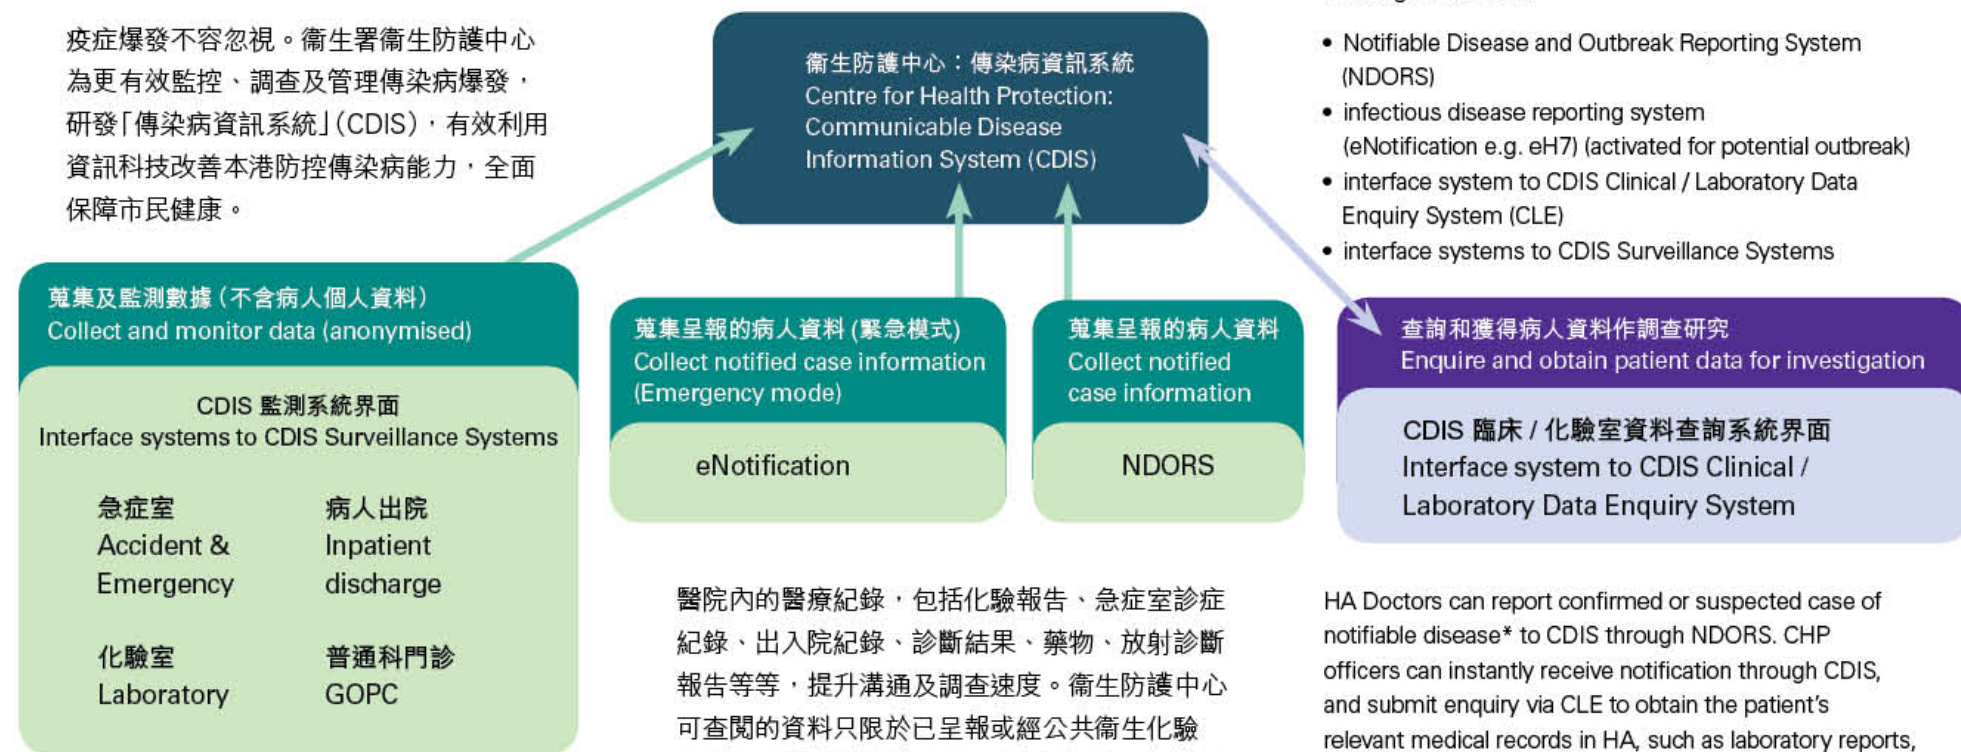 疫症爆發不容忽視。衞生署衞生防護中心
為更有效監控、調查及管理傳染病爆發，
研發「傳染病資訊系統」(CDIS)，有效利用
資訊科技改善本港防控傳染病能力，全面
保障市民健康。
衞生防護中心：傳染病資訊系統
Centre for Health Protection:
Communicable Disease
Information System (CDIS)
• Notifiable Disease and Outbreak Reporting System
(NDORS)
• infectious disease reporting system
(eNotification e.g. eH7) (activated for potential outbreak)
• interface system to CDIS Clinical / Laboratory Data
Enquiry System (CLE)
• interface systems to CDIS Surveillance Systems
蒐集及監測數據（不含病人個人資料）
Collect and monitor data (anonymised)
CDIS 監測系統界面
Interface systems to CDIS Surveillance Systems
急症室
Accident &
Emergency
病人出院
Inpatient
discharge
化驗室
Laboratory
普通科門診
GOPC
蒐集呈報的病人資料 (緊急模式)
Collect notified case information
(Emergency mode)
eNotification
蒐集呈報的病人資料
Collect notified
case information
NDORS
查詢和獲得病人資料作調查研究
Enquire and obtain patient data for investigation
CDIS 臨床 / 化驗室資料查詢系統界面
Interface system to CDIS Clinical /
Laboratory Data Enquiry System
醫院內的醫療紀錄，包括化驗報告、急症室診症
紀錄、出入院紀錄、診斷結果、藥物、放射診斷
報告等等，提升溝通及調查速度。衞生防護中心
可查閱的資料只限於已呈報或經公共衞生化驗
HA Doctors can report confirmed or suspected case of
notifiable disease* to CDIS through NDORS. CHP
officers can instantly receive notification through CDIS,
and submit enquiry via CLE to obtain the patient's
relevant medical records in HA, such as laboratory reports,